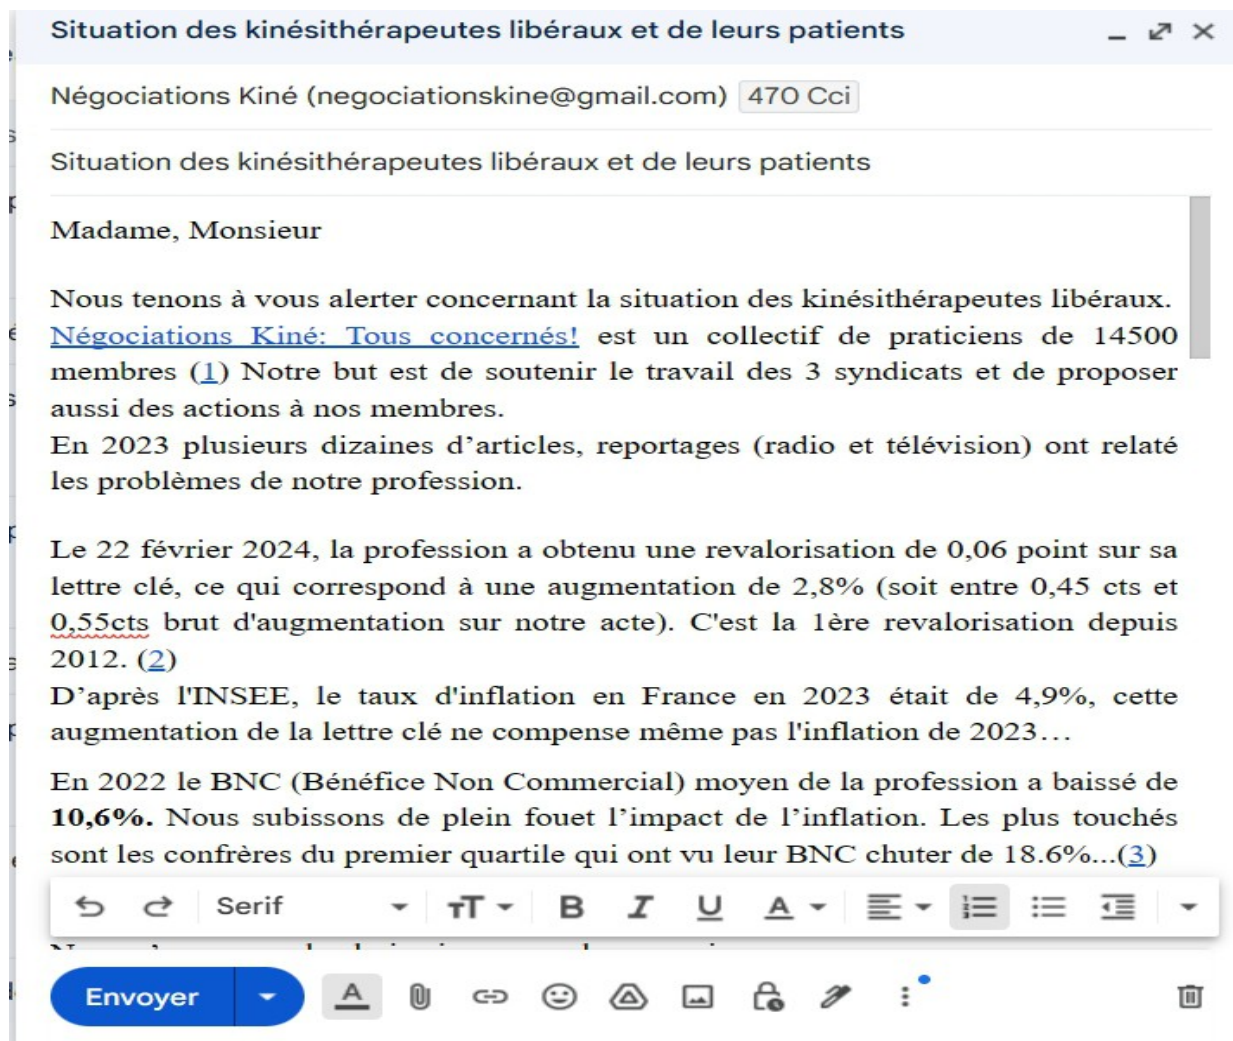 Situation des kinésithérapeutes libéraux et de leurs patients
Négociations Kiné (negociationskine@gmail.com) 470 Cci
Situation des kinésithérapeutes libéraux et de leurs patients
Madame, Monsieur
Nous tenons à vous alerter concernant la situation des kinésithérapeutes libéraux.
Négociations Kiné: Tous concernés! est un collectif de praticiens de 14500
membres (1) Notre but est de soutenir le travail des 3 syndicats et de proposer
aussi des actions à nos membres.
En 2023 plusieurs dizaines d’articles, reportages (radio et télévision) ont relaté
les problèmes de notre profession.
Le 22 février 2024, la profession a obtenu une revalorisation de 0,06 point sur sa
lettre clé, ce qui correspond à une augmentation de 2,8% (soit entre 0,45 cts et
0,55cts brut d'augmentation sur notre acte). C'est la 1ère revalorisation depuis
2012. (2)
D’après l'INSEE, le taux d'inflation en France en 2023 était de 4,9%, cette
augmentation de la lettre clé ne compense même pas l'inflation de 2023…
En 2022 le BNC (Bénéfice Non Commercial) moyen de la profession a baissé de
10,6%. Nous subissons de plein fouet l’impact de l’inflation. Les plus touchés
sont les confrères du premier quartile qui ont vu leur BNC chuter de 18.6%...(3)
Serif
Envoyer